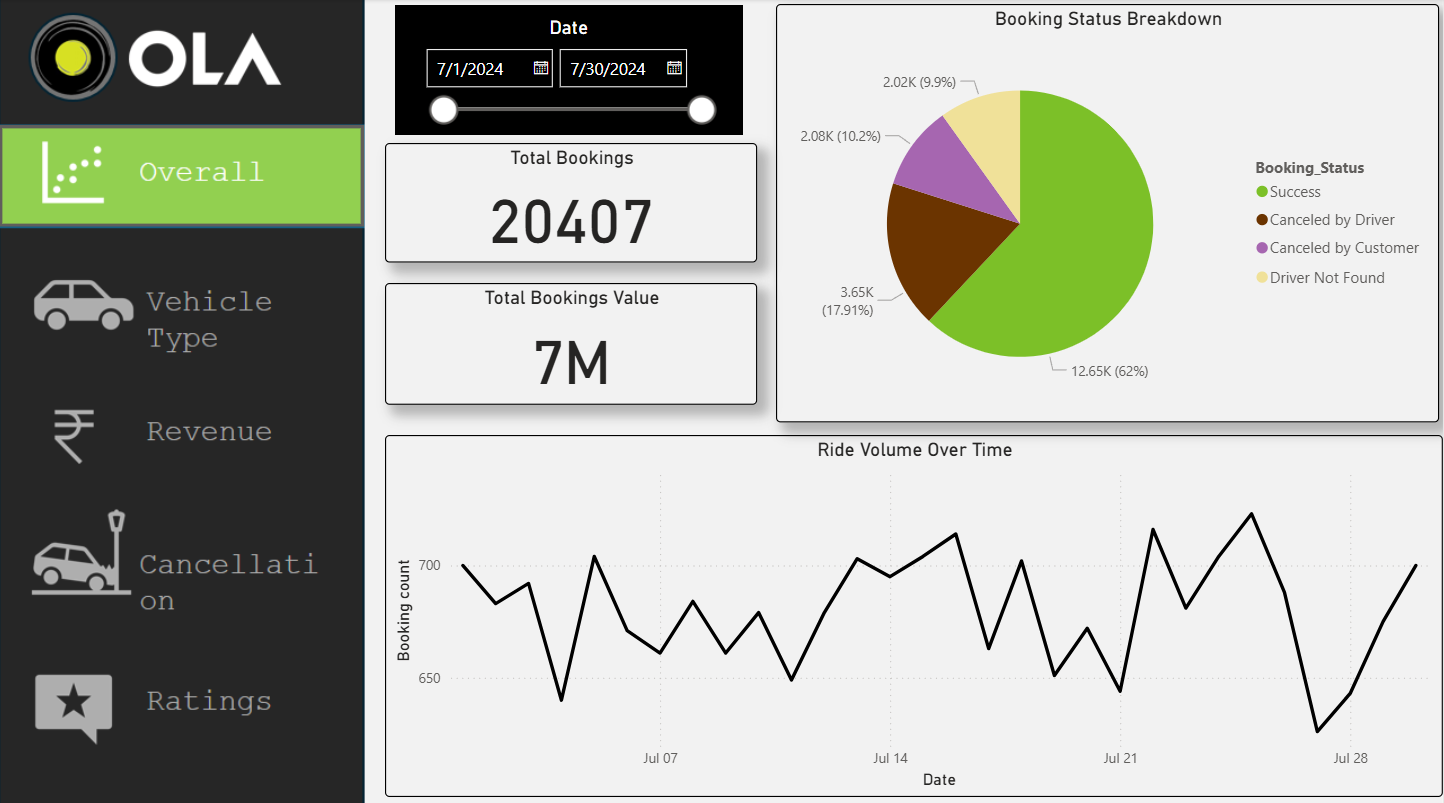 OLA
Overall
Vehicle
Type
Revenue
Cancellati
on
Ratings
Date
7/1/2024
7/30/2024
Total Bookings
20407
Total Bookings Value
7M
Booking Status Breakdown
2.02K (9.9%)
2.08K (10.2%)
3.65K
(17.91%)
12.65K (62%)
Booking_Status
Success
Canceled by Driver
Canceled by Customer
Driver Not Found
Ride Volume Over Time
Booking count
700
650
Jul 07
Jul 14
Jul 21
Jul 28
Date